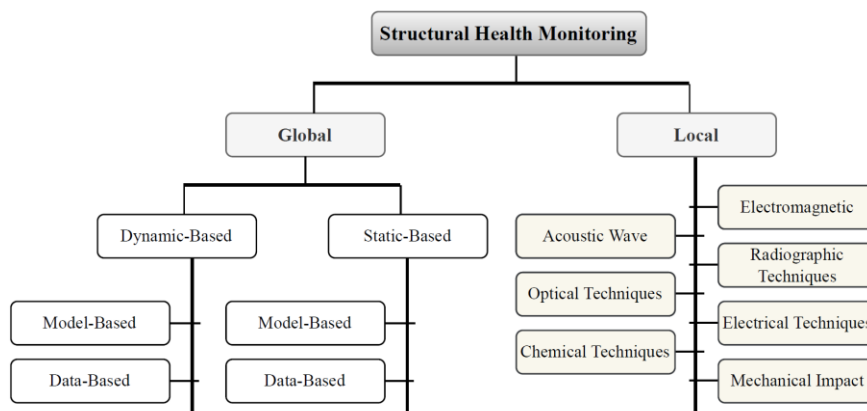 Structural Health Monitoring
Global
Local
Dynamic-Based
Static-Based
Model-Based
Data-Based
Model-Based
Data-Based
Acoustic Wave
Optical Techniques
Chemical Techniques
Electromagnetic
Radiographic
Techniques
Electrical Techniques
Mechanical Impact